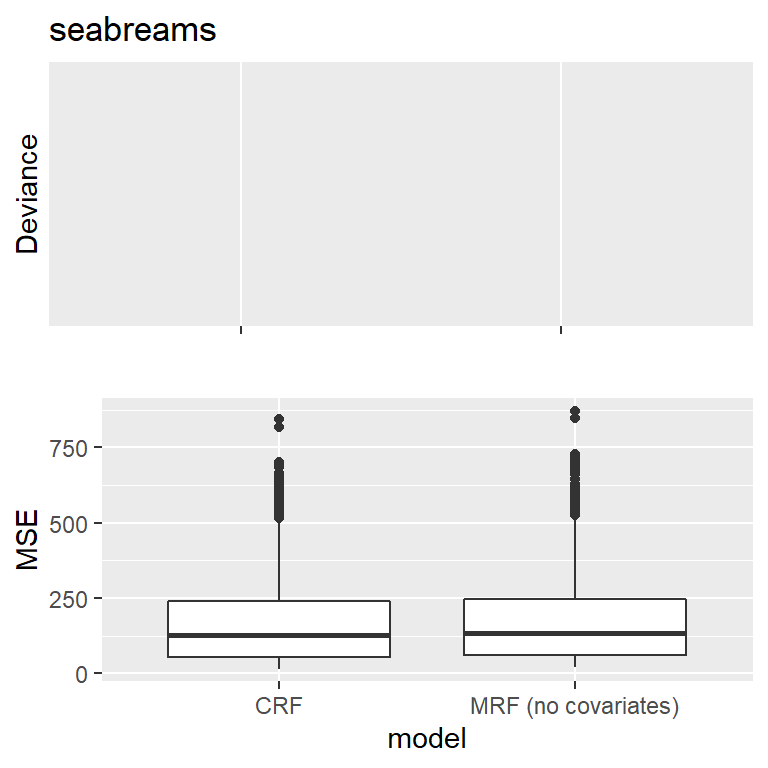 seabreams
Deviance
MSE
750
500
250
0
CRF
MRF (no covariates)
model